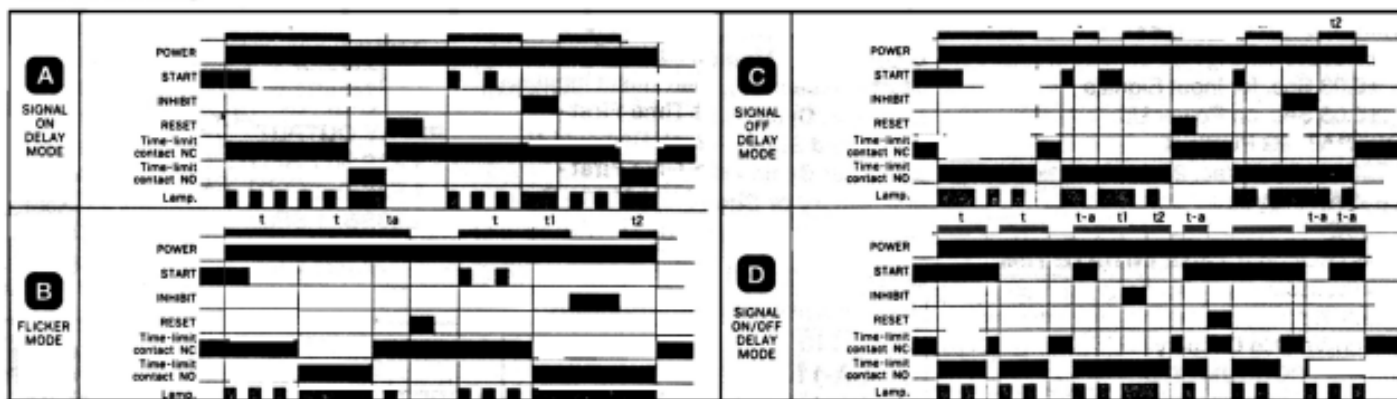 A
SIGNAL
ON
DELAY
MODE
POWER
START
INHIBIT
RESET
Time-limit
contact NC
Time-limit
contact NO
Lamp.
B
FLICKER
MODE
t t ta t t1 t2
POWER
START
INHIBIT
RESET
Time-limit
contact NC
Time-limit
contact NO
Lamp.
C
SIGNAL
OFF
DELAY
MODE
t2
POWER
START
INHIBIT
RESET
Time-limit
contact NC
Time-limit
contact NO
Lamp.
D
SIGNAL
ON/OFF
DELAY
MODE
t t t-a t1 t2 t-a t-a t-a
POWER
START
INHIBIT
RESET
Time-limit
contact NC
Time-limit
contact NO
Lamp.